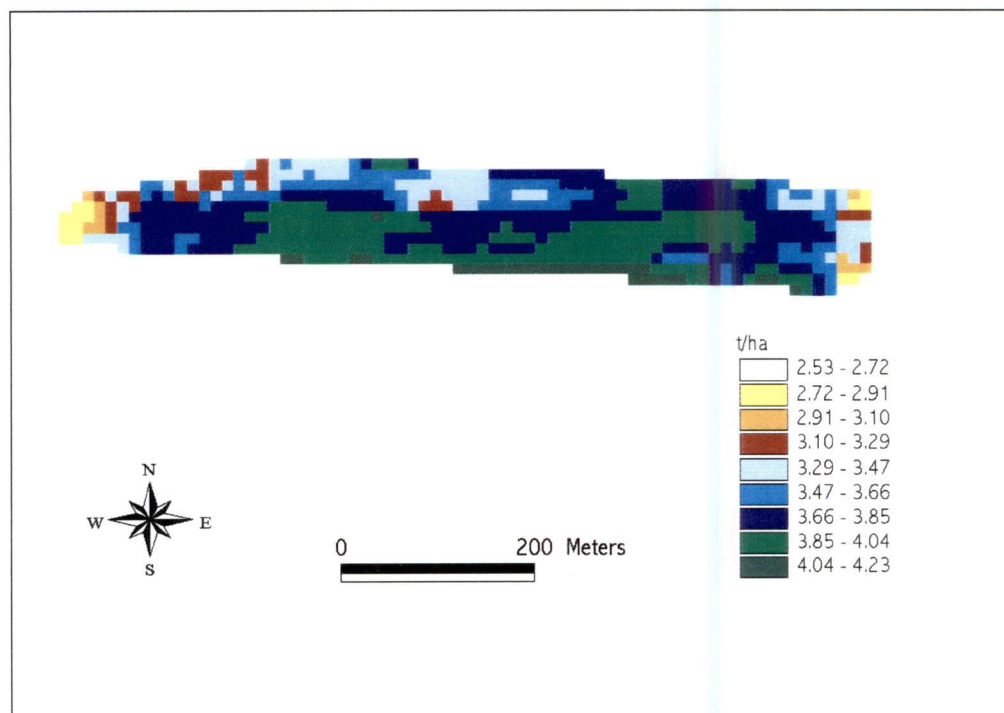 t/ha
2.53 - 2.72
2.72 - 2.91
2.91 - 3.10
3.10 - 3.29
3.29 - 3.47
3.47 - 3.66
3.66 - 3.85
3.85 - 4.04
4.04 - 4.23
N
W E
S
0 200 Meters